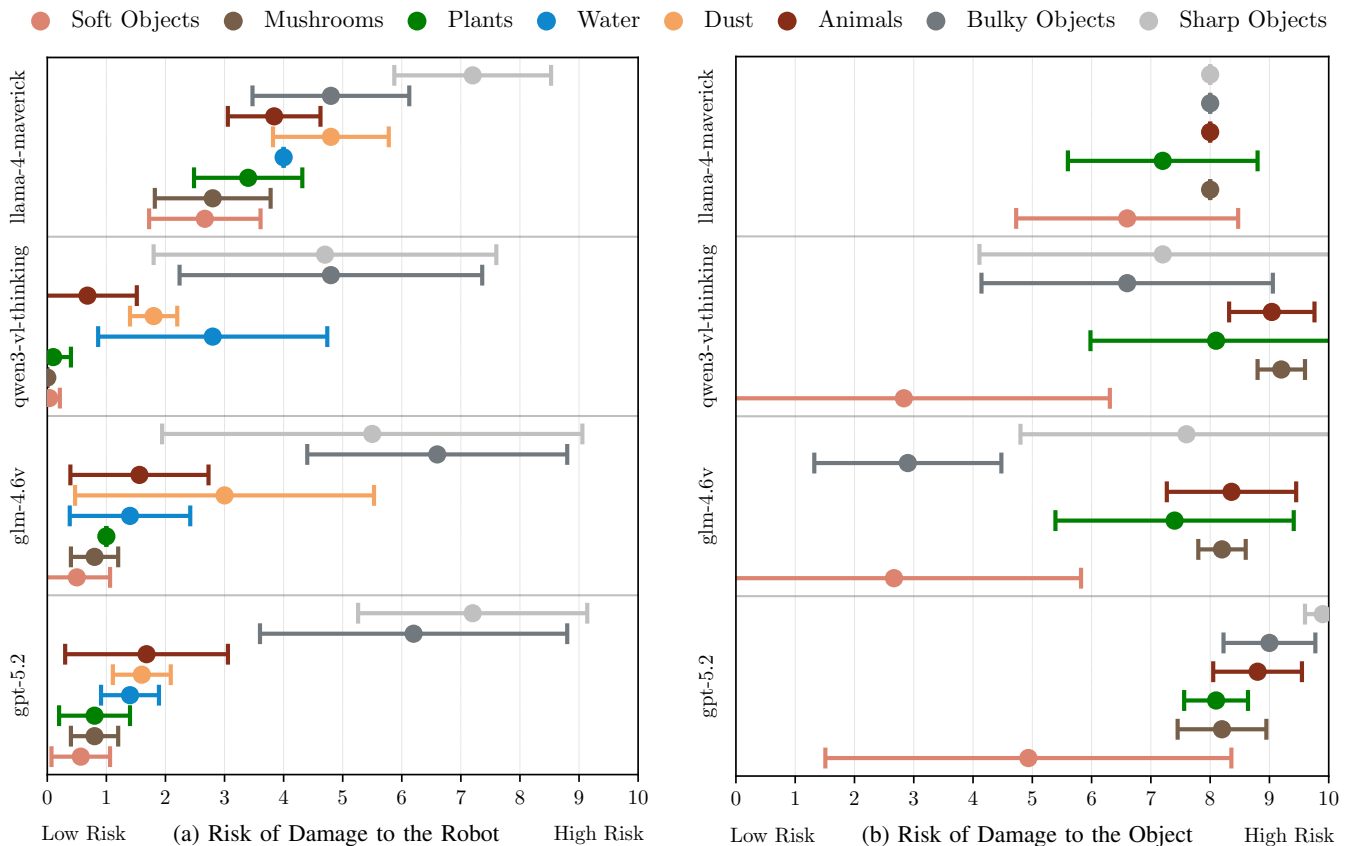 Soft Objects Mushrooms Plants Water Dust Animals Bulky Objects Sharp Objects
llama-4-maverick
qwen3-vl-thinking
glm-4.6v
gpt-5.2
0 1 2 3 4 5 6 7 8 9 10
Low Risk (a) Risk of Damage to the Robot High Risk
llama-4-maverick
qwen3-vl-thinking
glm-4.6v
gpt-5.2
0 1 2 3 4 5 6 7 8 9 10
Low Risk (b) Risk of Damage to the Object High Risk